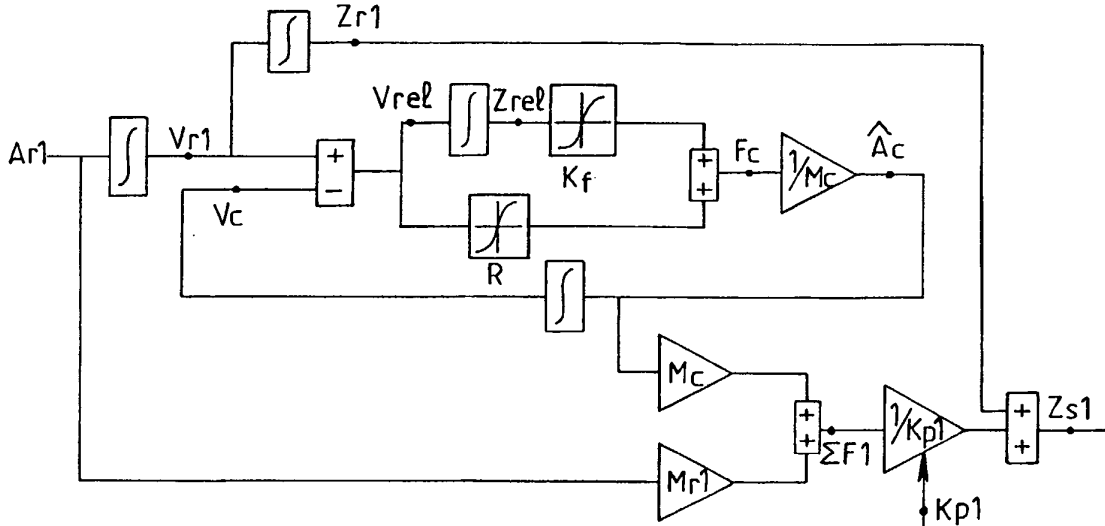 Zr1
Vrel
Zrel
Ar1
Vr1
+
−
Kf
+
+
Fc
1/Mc
Âc
Vc
R
Mc
+
+
ΣF1
1/Kp1
+
+
Zs1
Mr1
Kp1